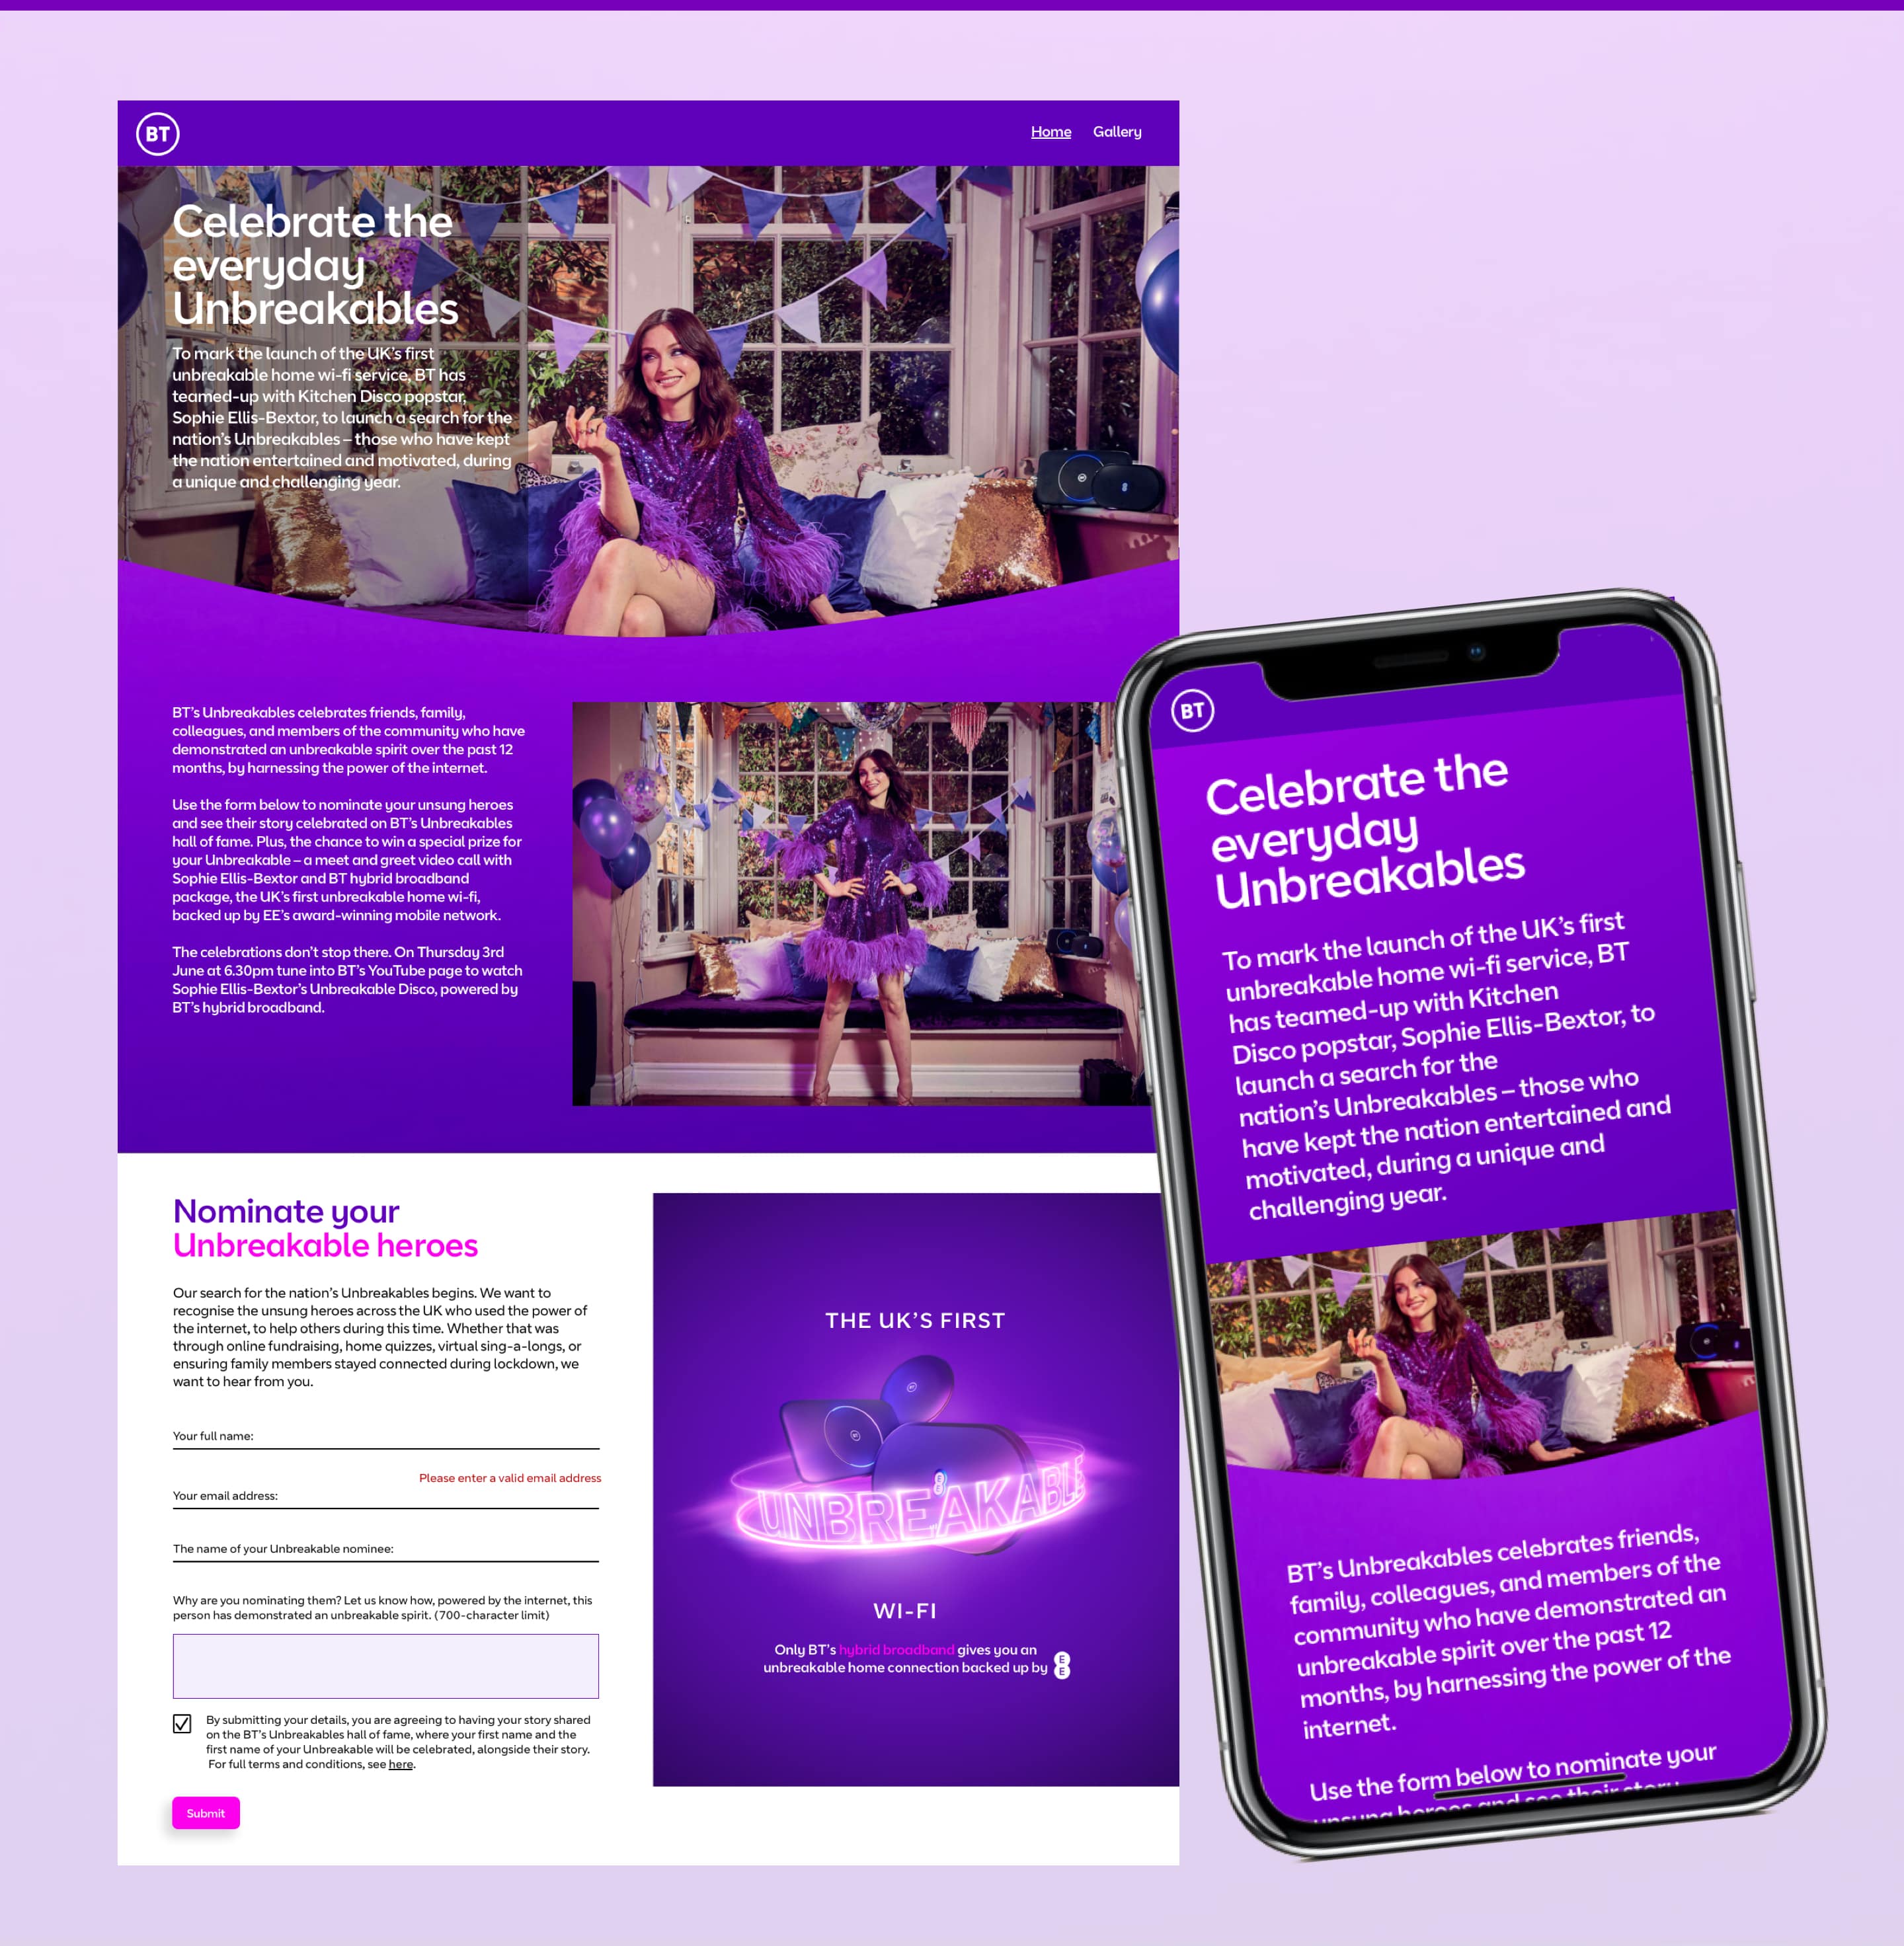 BT
Home Gallery
Celebrate the
everyday
Unbreakables
To mark the launch of the UK's first
unbreakable home wi-fi service, BT has
teamed-up with Kitchen Disco popstar,
Sophie Ellis-Bextor, to launch a search for the
nation's Unbreakables – those who have kept
the nation entertained and motivated, during
a unique and challenging year.
BT's Unbreakables celebrates friends, family,
colleagues, and members of the community who have
demonstrated an unbreakable spirit over the past 12
months, by harnessing the power of the internet.
Use the form below to nominate your unsung heroes
and see their story celebrated on BT's Unbreakables
hall of fame. Plus, the chance to win a special prize for
your Unbreakable – a meet and greet video call with
Sophie Ellis-Bextor and BT hybrid broadband
package, the UK's first unbreakable home wi-fi,
backed up by EE's award-winning mobile network.
The celebrations don't stop there. On Thursday 3rd
June at 6.30pm tune into BT's YouTube page to watch
Sophie Ellis-Bextor's Unbreakable Disco, powered by
BT's hybrid broadband.
Nominate your
Unbreakable heroes
Our search for the nation's Unbreakables begins. We want to
recognise the unsung heroes across the UK who used the power of
the internet, to help others during this time. Whether that was
through online fundraising, home quizzes, virtual sing-a-longs, or
ensuring family members stayed connected during lockdown, we
want to hear from you.
Your full name:
Please enter a valid email address
Your email address:
The name of your Unbreakable nominee:
Why are you nominating them? Let us know how, powered by the internet, this
person has demonstrated an unbreakable spirit. (700-character limit)
By submitting your details, you are agreeing to having your story shared
on the BT's Unbreakables hall of fame, where your first name and the
first name of your Unbreakable will be celebrated, alongside their story.
For full terms and conditions, see here.
Submit
THE UK'S FIRST
BT
BT
EE
UNBREAKABLE
WI-FI
Only BT's hybrid broadband gives you an
unbreakable home connection backed up by EE
BT
Celebrate the
everyday
Unbreakables
To mark the launch of the UK's first
unbreakable home wi-fi service, BT
has teamed-up with Kitchen
Disco popstar, Sophie Ellis-Bextor, to
launch a search for the
nation's Unbreakables – those who
have kept the nation entertained and
motivated, during a unique and
challenging year.
BT's Unbreakables celebrates friends,
family, colleagues, and members of the
community who have demonstrated an
unbreakable spirit over the past 12
months, by harnessing the power of the
internet.
Use the form below to nominate your
unsung heroes and see their story